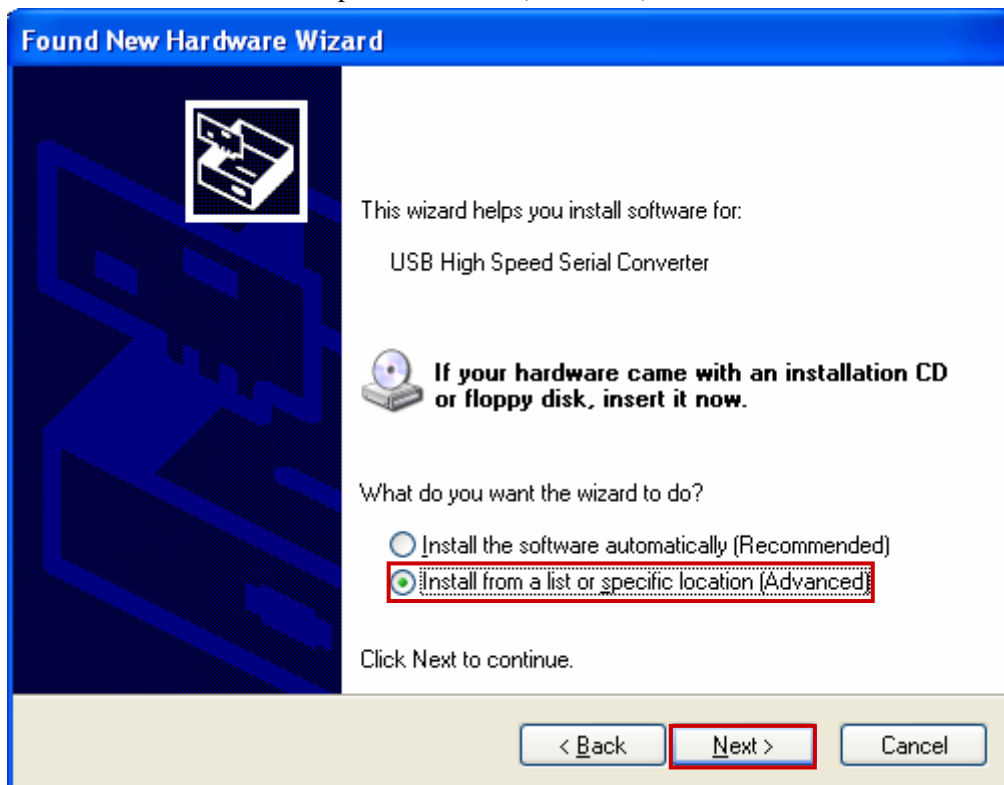 Found New Hardware Wizard
This wizard helps you install software for:
USB High Speed Serial Converter
If your hardware came with an installation CD
or floppy disk, insert it now.
What do you want the wizard to do?
Install the software automatically (Recommended)
Install from a list or specific location (Advanced)
Click Next to continue.
< Back
Next >
Cancel